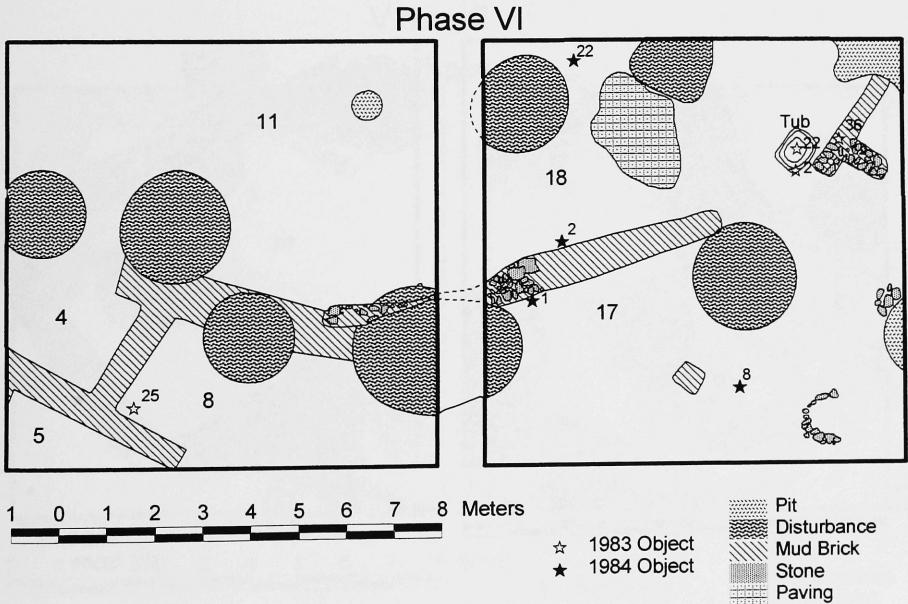 Phase VI
22
11
Tub
36
22
2
18
2
4
1
17
25
8
8
5
1 0 1 2 3 4 5 6 7 8 Meters
1983 Object
1984 Object
Pit
Disturbance
Mud Brick
Stone
Paving